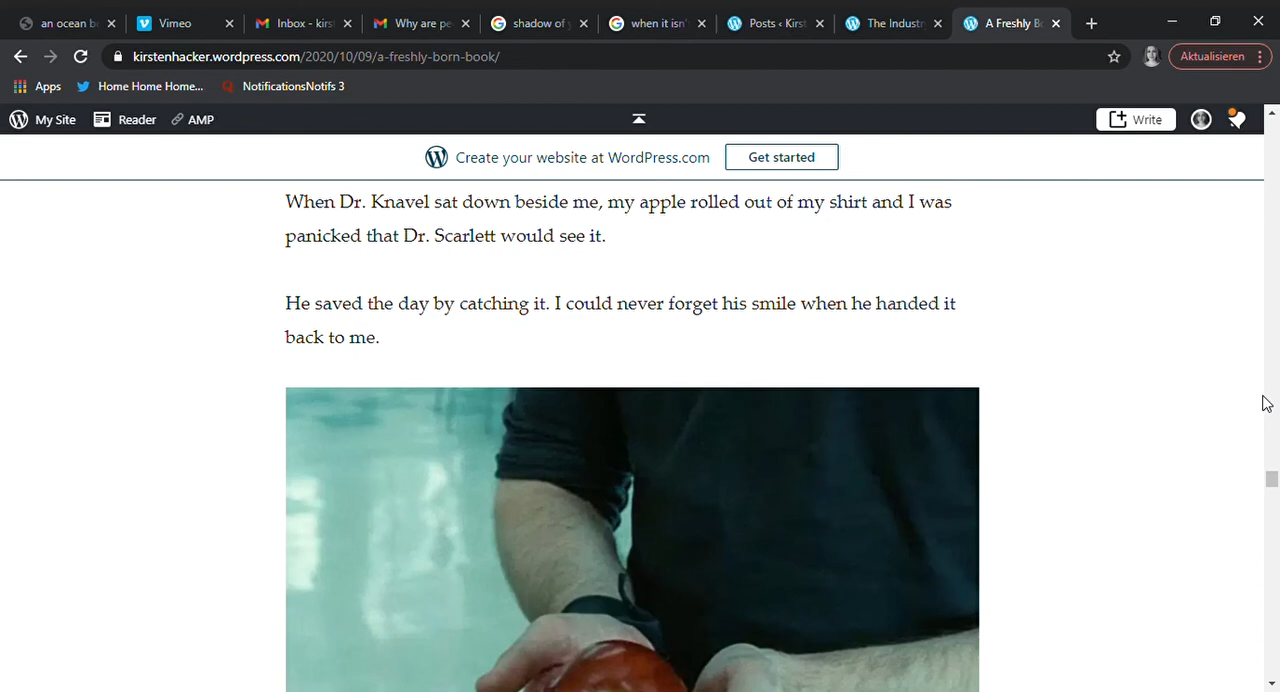 an ocean b
Vimeo
Inbox - kirs
Why are pe
shadow of
when it isn'
Posts ‹ Kirst
The Industr
A Freshly Bo
kirstenhacker.wordpress.com/2020/10/09/a-freshly-born-book/
Aktualisieren
Apps
Home Home Home...
NotificationsNotifs 3
My Site
Reader
AMP
Write
Create your website at WordPress.com
Get started
When Dr. Knavel sat down beside me, my apple rolled out of my shirt and I was
panicked that Dr. Scarlett would see it.
He saved the day by catching it. I could never forget his smile when he handed it
back to me.